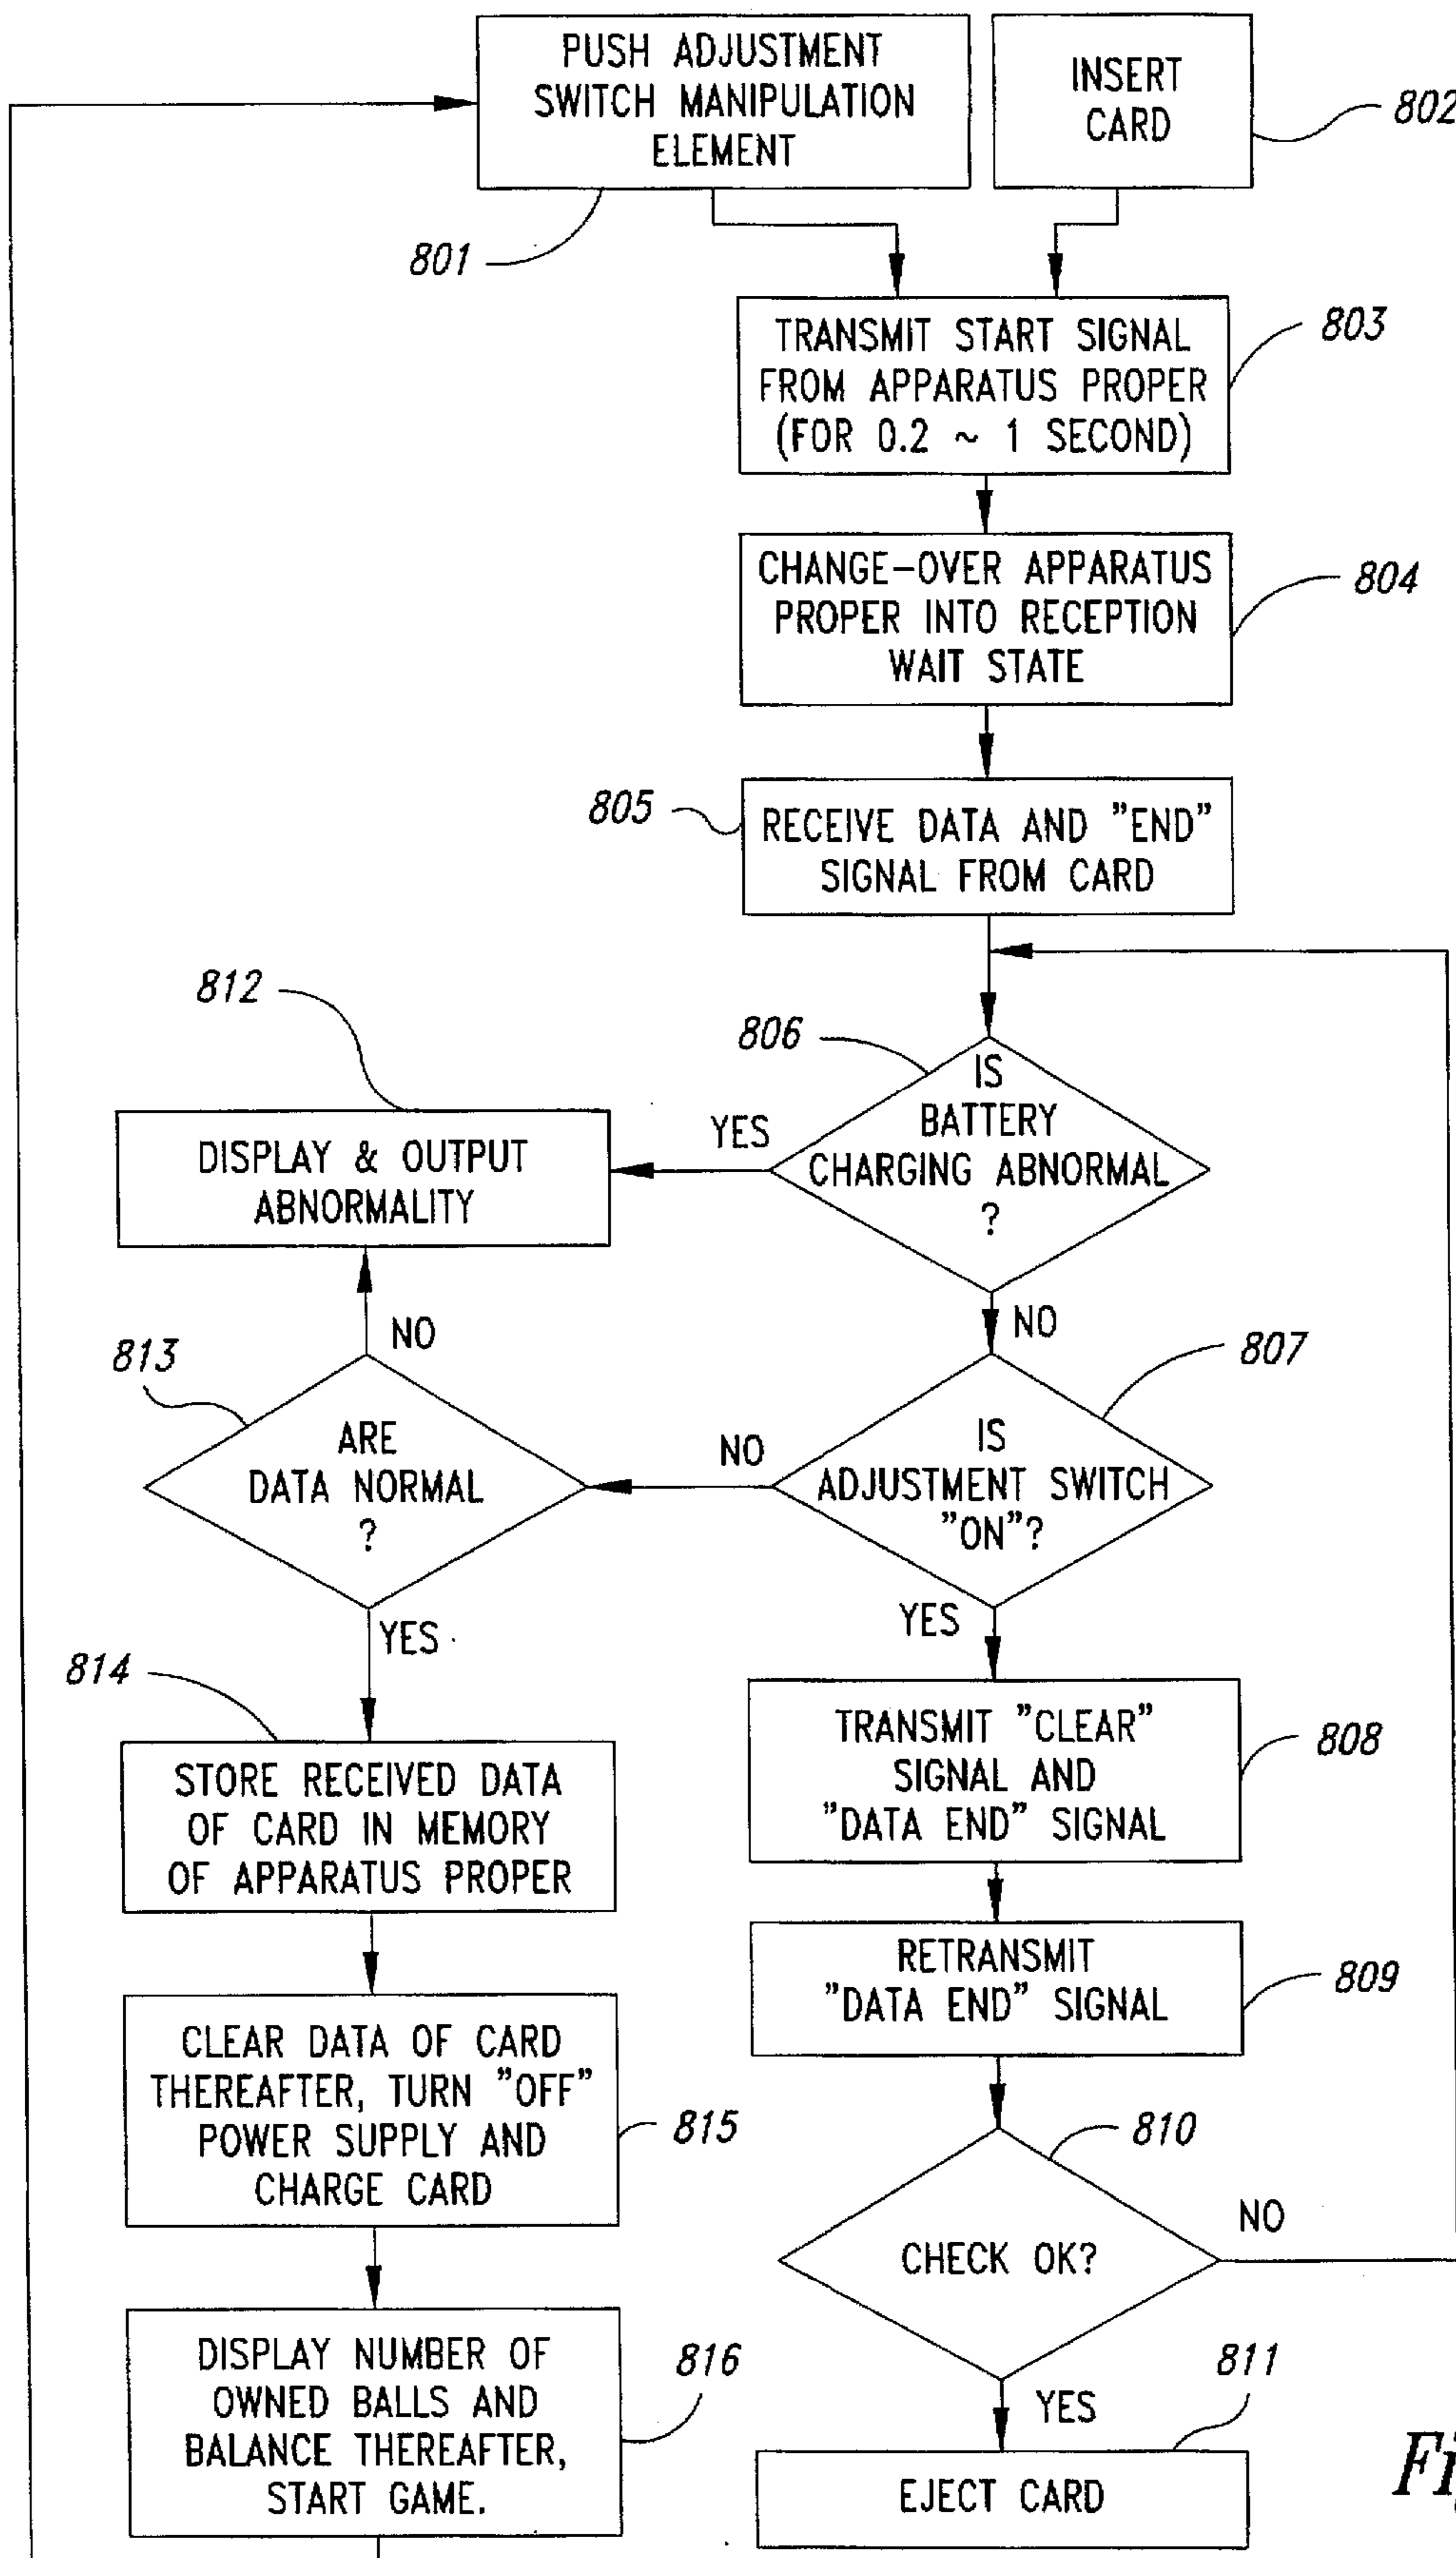 PUSH ADJUSTMENT
SWITCH MANIPULATION
ELEMENT
801
INSERT
CARD
802
TRANSMIT START SIGNAL
FROM APPARATUS PROPER
(FOR 0.2 ~ 1 SECOND)
803
CHANGE-OVER APPARATUS
PROPER INTO RECEPTION
WAIT STATE
804
805
RECEIVE DATA AND "END"
SIGNAL FROM CARD
806
IS
BATTERY
CHARGING ABNORMAL
?
YES
NO
812
DISPLAY & OUTPUT
ABNORMALITY
807
IS
ADJUSTMENT SWITCH
"ON"?
NO
YES
813
ARE
DATA NORMAL
?
NO
YES
814
STORE RECEIVED DATA
OF CARD IN MEMORY
OF APPARATUS PROPER
CLEAR DATA OF CARD
THEREAFTER, TURN "OFF"
POWER SUPPLY AND
CHARGE CARD
815
DISPLAY NUMBER OF
OWNED BALLS AND
BALANCE THEREAFTER,
START GAME.
816
TRANSMIT "CLEAR"
SIGNAL AND
"DATA END" SIGNAL
808
RETRANSMIT
"DATA END" SIGNAL
809
810
CHECK OK?
NO
YES
811
EJECT CARD